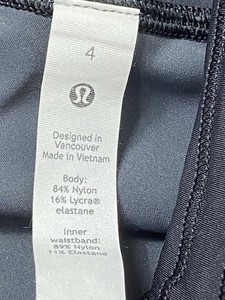 4
Designed in
Vancouver
Made in Vietnam
Body:
84% Nylon
16% Lycra®
elastane
Inner
waistband:
89% Nylon
11% Elastane